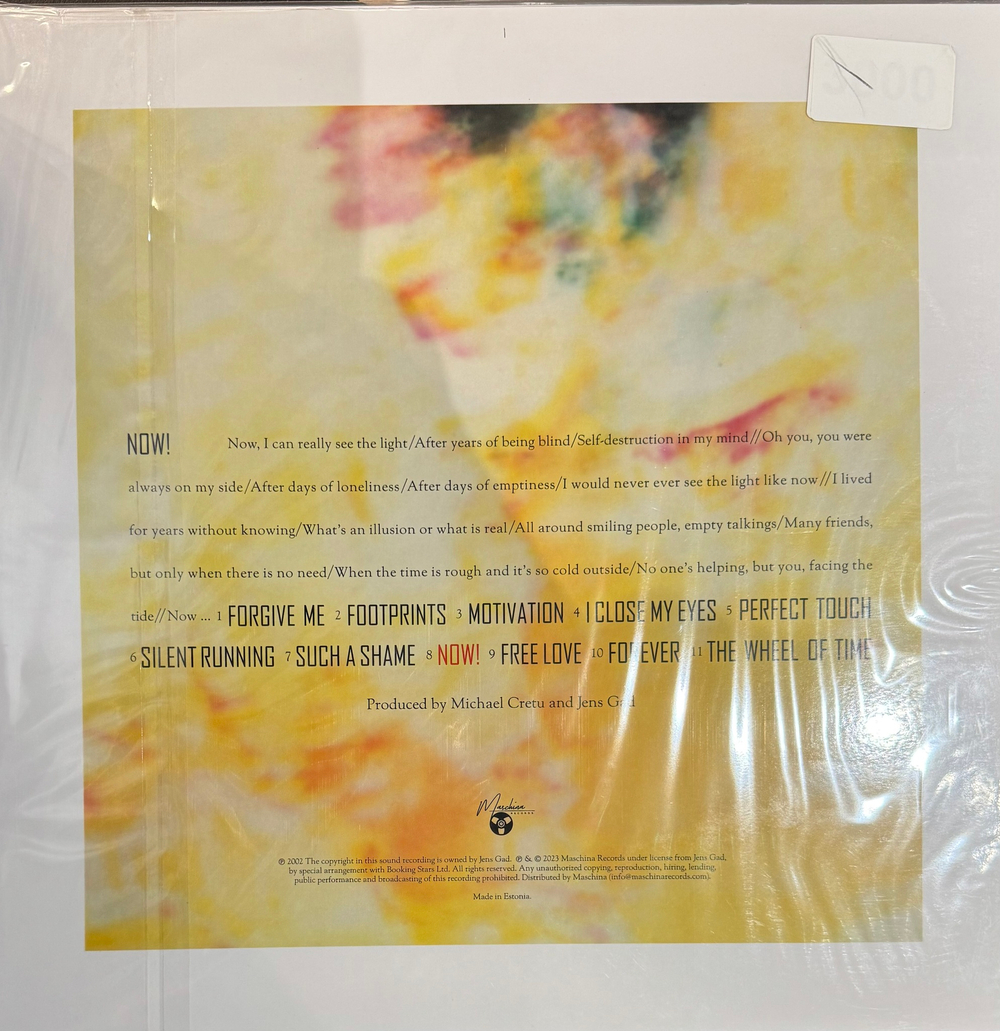 NOW! Now, I can really see the light/After years of being blind/Self-destruction in my mind//Oh you, you were
always on my side/After days of loneliness/After days of emptiness/I would never ever see the light like now//I lived
for years without knowing/What's an illusion or what is real/All around smiling people, empty talkings/Many friends,
but only when there is no need/When the time is rough and it's so cold outside/No one's helping, but you, facing the
tide//Now ... 1 FORGIVE ME 2 FOOTPRINTS 3 MOTIVATION 4 I CLOSE MY EYES 5 PERFECT TOUCH
6 SILENT RUNNING 7 SUCH A SHAME 8 NOW! 9 FREE LOVE 10 FOREVER 11 THE WHEEL OF TIME
Produced by Michael Cretu and Jens Gad
Maschina
RECORDS
℗ 2002 The copyright in this sound recording is owned by Jens Gad. ℗ & © 2023 Maschina Records under license from Jens Gad,
by special arrangement with Booking Stars Ltd. All rights reserved. Any unauthorized copying, reproduction, hiring, lending,
public performance and broadcasting of this recording prohibited. Distributed by Maschina (info@maschinarecords.com).
Made in Estonia.